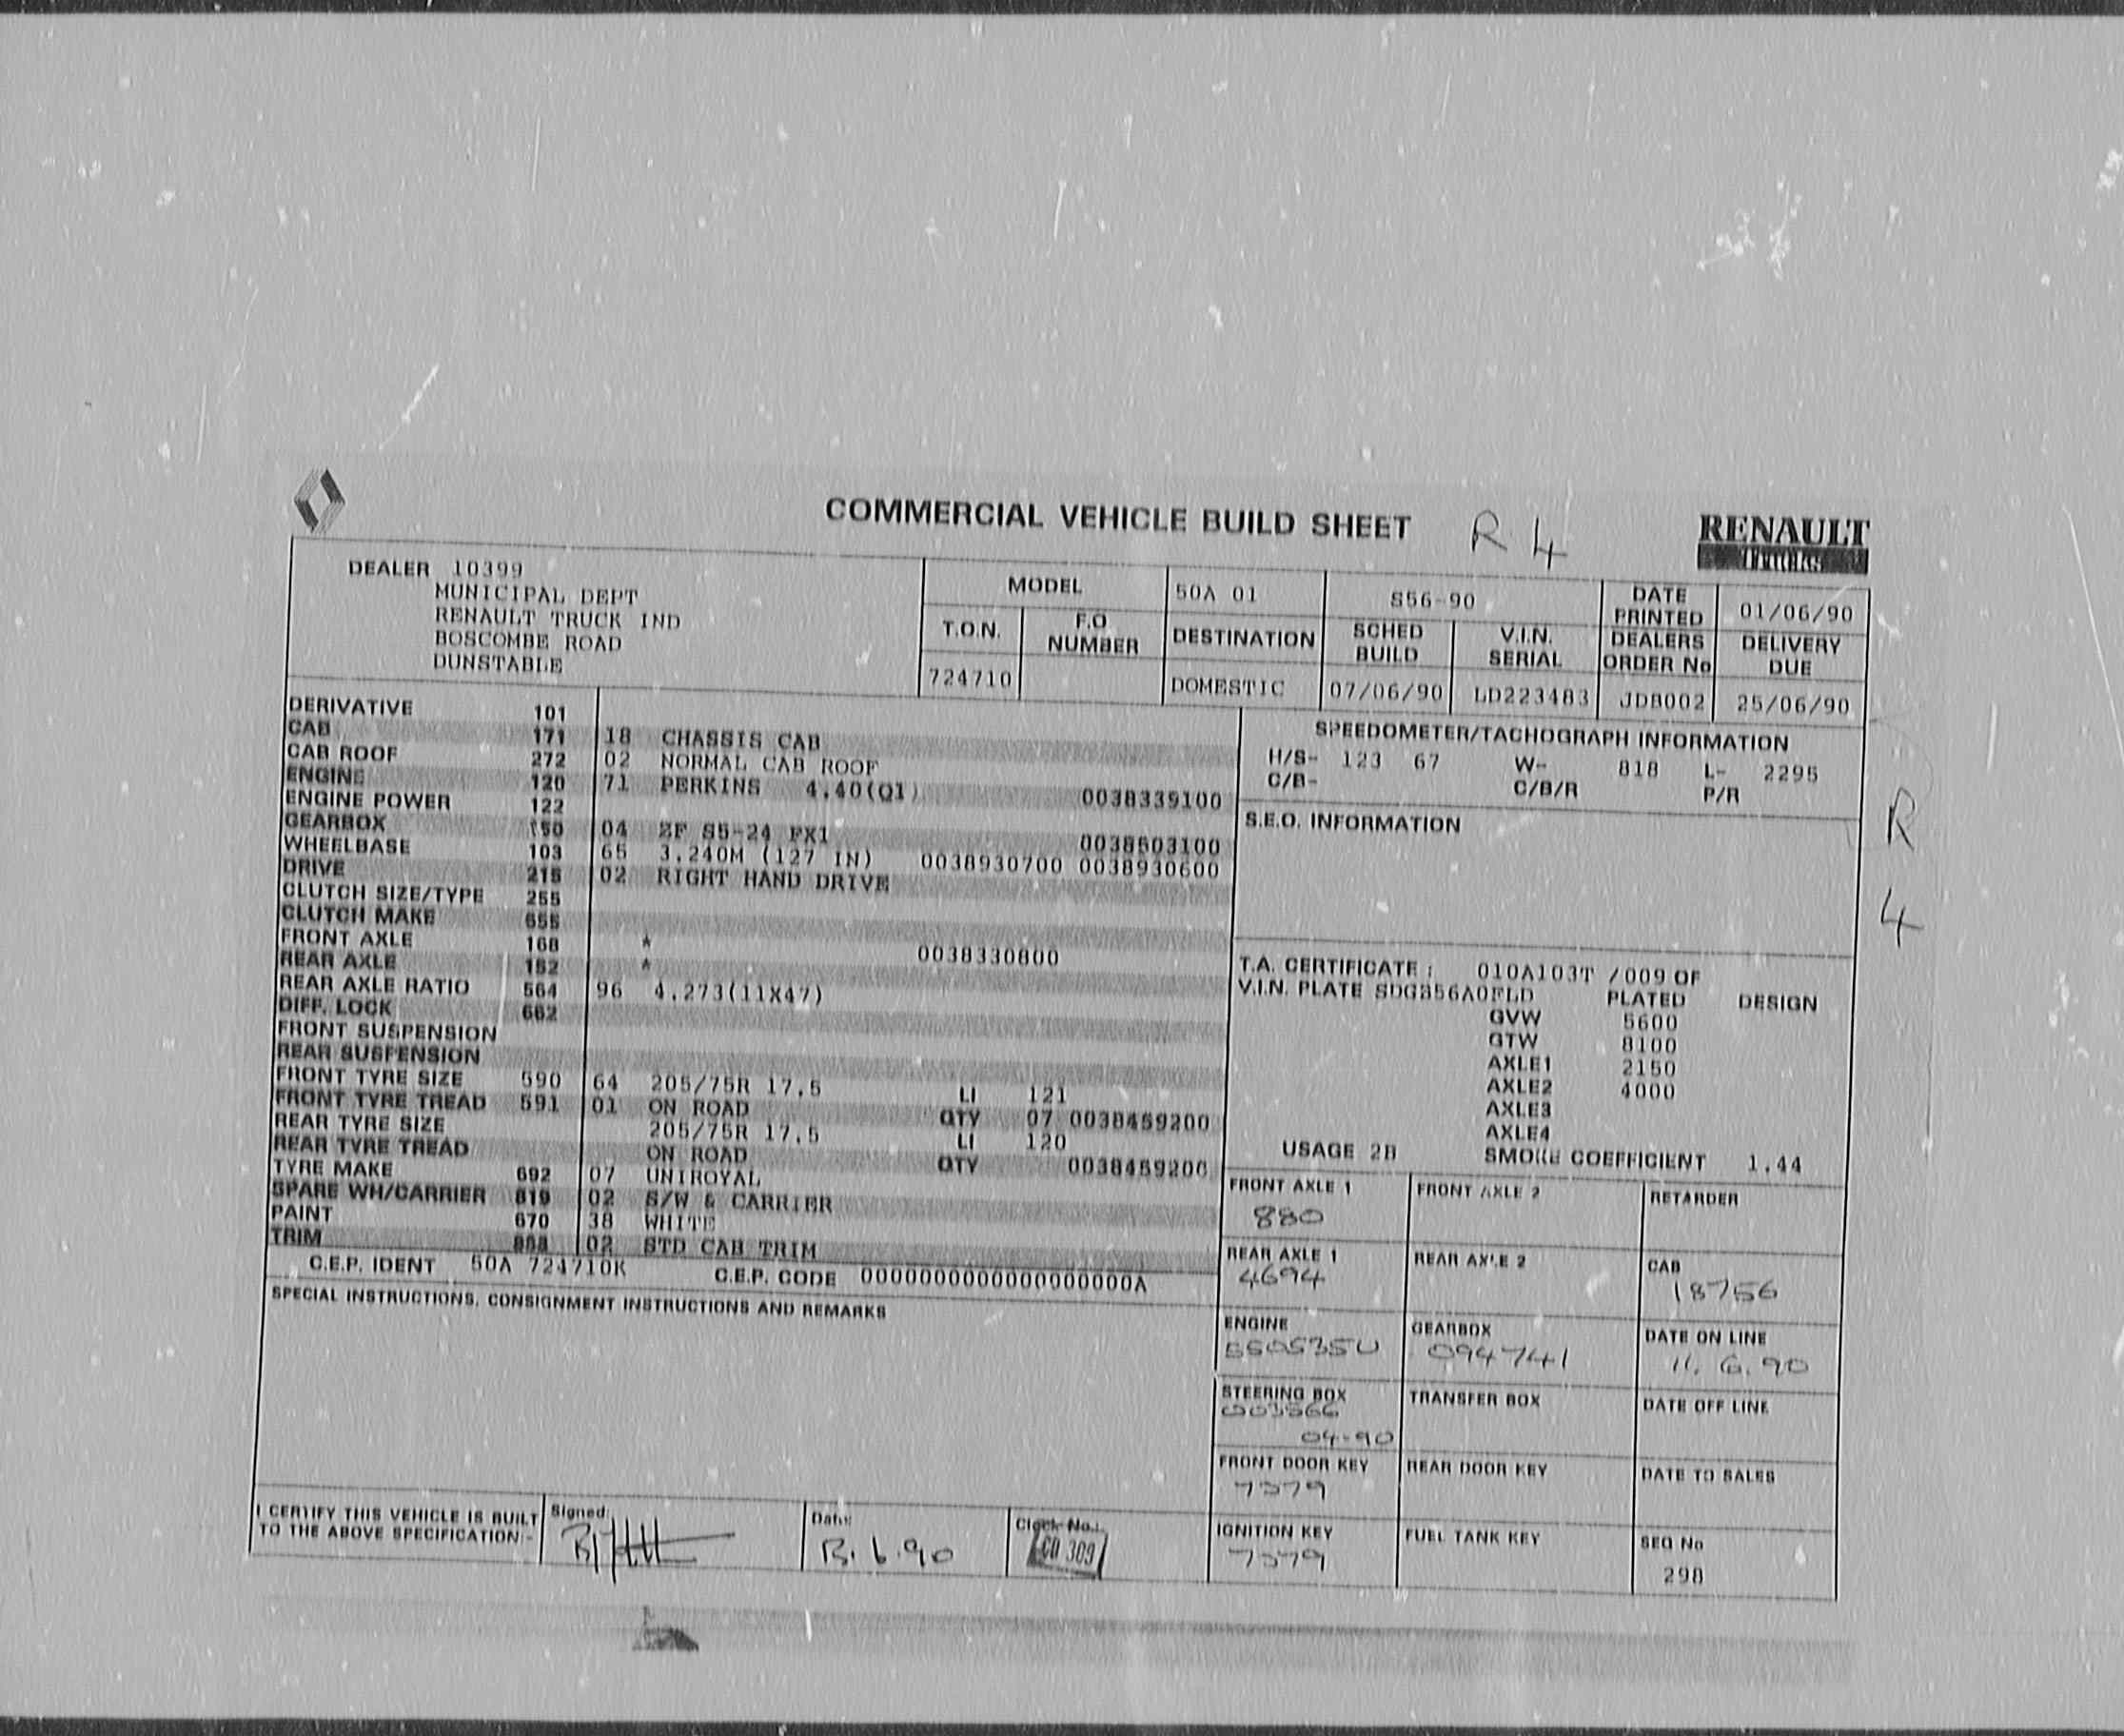 COMMERCIAL VEHICLE BUILD SHEET R 4 RENAULT Trucks
DEALER 10399
MUNICIPAL DEPT
RENAULT TRUCK IND
BOSCOMBE ROAD
DUNSTABLE
MODEL 50A 01 S56-90 DATE PRINTED 01/06/90
T.O.N. F.O NUMBER DESTINATION SCHED BUILD V.I.N. SERIAL DEALERS ORDER No DELIVERY DUE
724710 DOMESTIC 07/06/90 LD223483 JDB002 25/06/90
DERIVATIVE 101
CAB 171 18 CHASSIS CAB
CAB ROOF 272 02 NORMAL CAB ROOF
ENGINE 120 71 PERKINS 4.40(Q1) 0038339100
ENGINE POWER 122
GEARBOX 150 04 ZF S5-24 FX1 0038503100
WHEELBASE 103 65 3.240M (127 IN) 0038930700 0038930600
DRIVE 215 02 RIGHT HAND DRIVE
CLUTCH SIZE/TYPE 255
CLUTCH MAKE 655
FRONT AXLE 168 * 0038330800
REAR AXLE 152 *
REAR AXLE RATIO 564 96 4.273(11X47)
DIFF. LOCK 662
FRONT SUSPENSION
REAR SUSPENSION
FRONT TYRE SIZE 590 64 205/75R 17.5 LI 121
FRONT TYRE TREAD 591 01 ON ROAD QTY 07 0038459200
REAR TYRE SIZE 205/75R 17.5 LI 120
REAR TYRE TREAD ON ROAD QTY 0038459200
TYRE MAKE 692 07 UNIROYAL
SPARE WH/CARRIER 819 02 S/W & CARRIER
PAINT 670 38 WHITE
TRIM 02 STD CAB TRIM
C.E.P. IDENT 50A 724710K C.E.P. CODE 0000000000000000000A
SPECIAL INSTRUCTIONS, CONSIGNMENT INSTRUCTIONS AND REMARKS
SPEEDOMETER/TACHOGRAPH INFORMATION
H/S- 123 67 W- 818 L- 2295
C/B- C/B/R P/R
S.E.O. INFORMATION
R
4
T.A. CERTIFICATE : 010A103T /009 OF
V.I.N. PLATE SDG356A0FLD PLATED DESIGN
GVW 5600
GTW 8100
AXLE1 2150
AXLE2 4000
AXLE3
AXLE4
USAGE 2B SMOKE COEFFICIENT 1.44
FRONT AXLE 1 FRONT AXLE 2 RETARDER
880
REAR AXLE 1 REAR AXLE 2 CAB
4694 18756
ENGINE GEARBOX DATE ON LINE
094741 11. 6. 90
STEERING BOX TRANSFER BOX DATE OFF LINE
003566
04-90
FRONT DOOR KEY REAR DOOR KEY DATE TO SALES
7379
IGNITION KEY FUEL TANK KEY SEQ No
7379 298
I CERTIFY THIS VEHICLE IS BUILT
TO THE ABOVE SPECIFICATION:-
Signed:
Date:
13. 6. 90
Clock No.:
CD 309